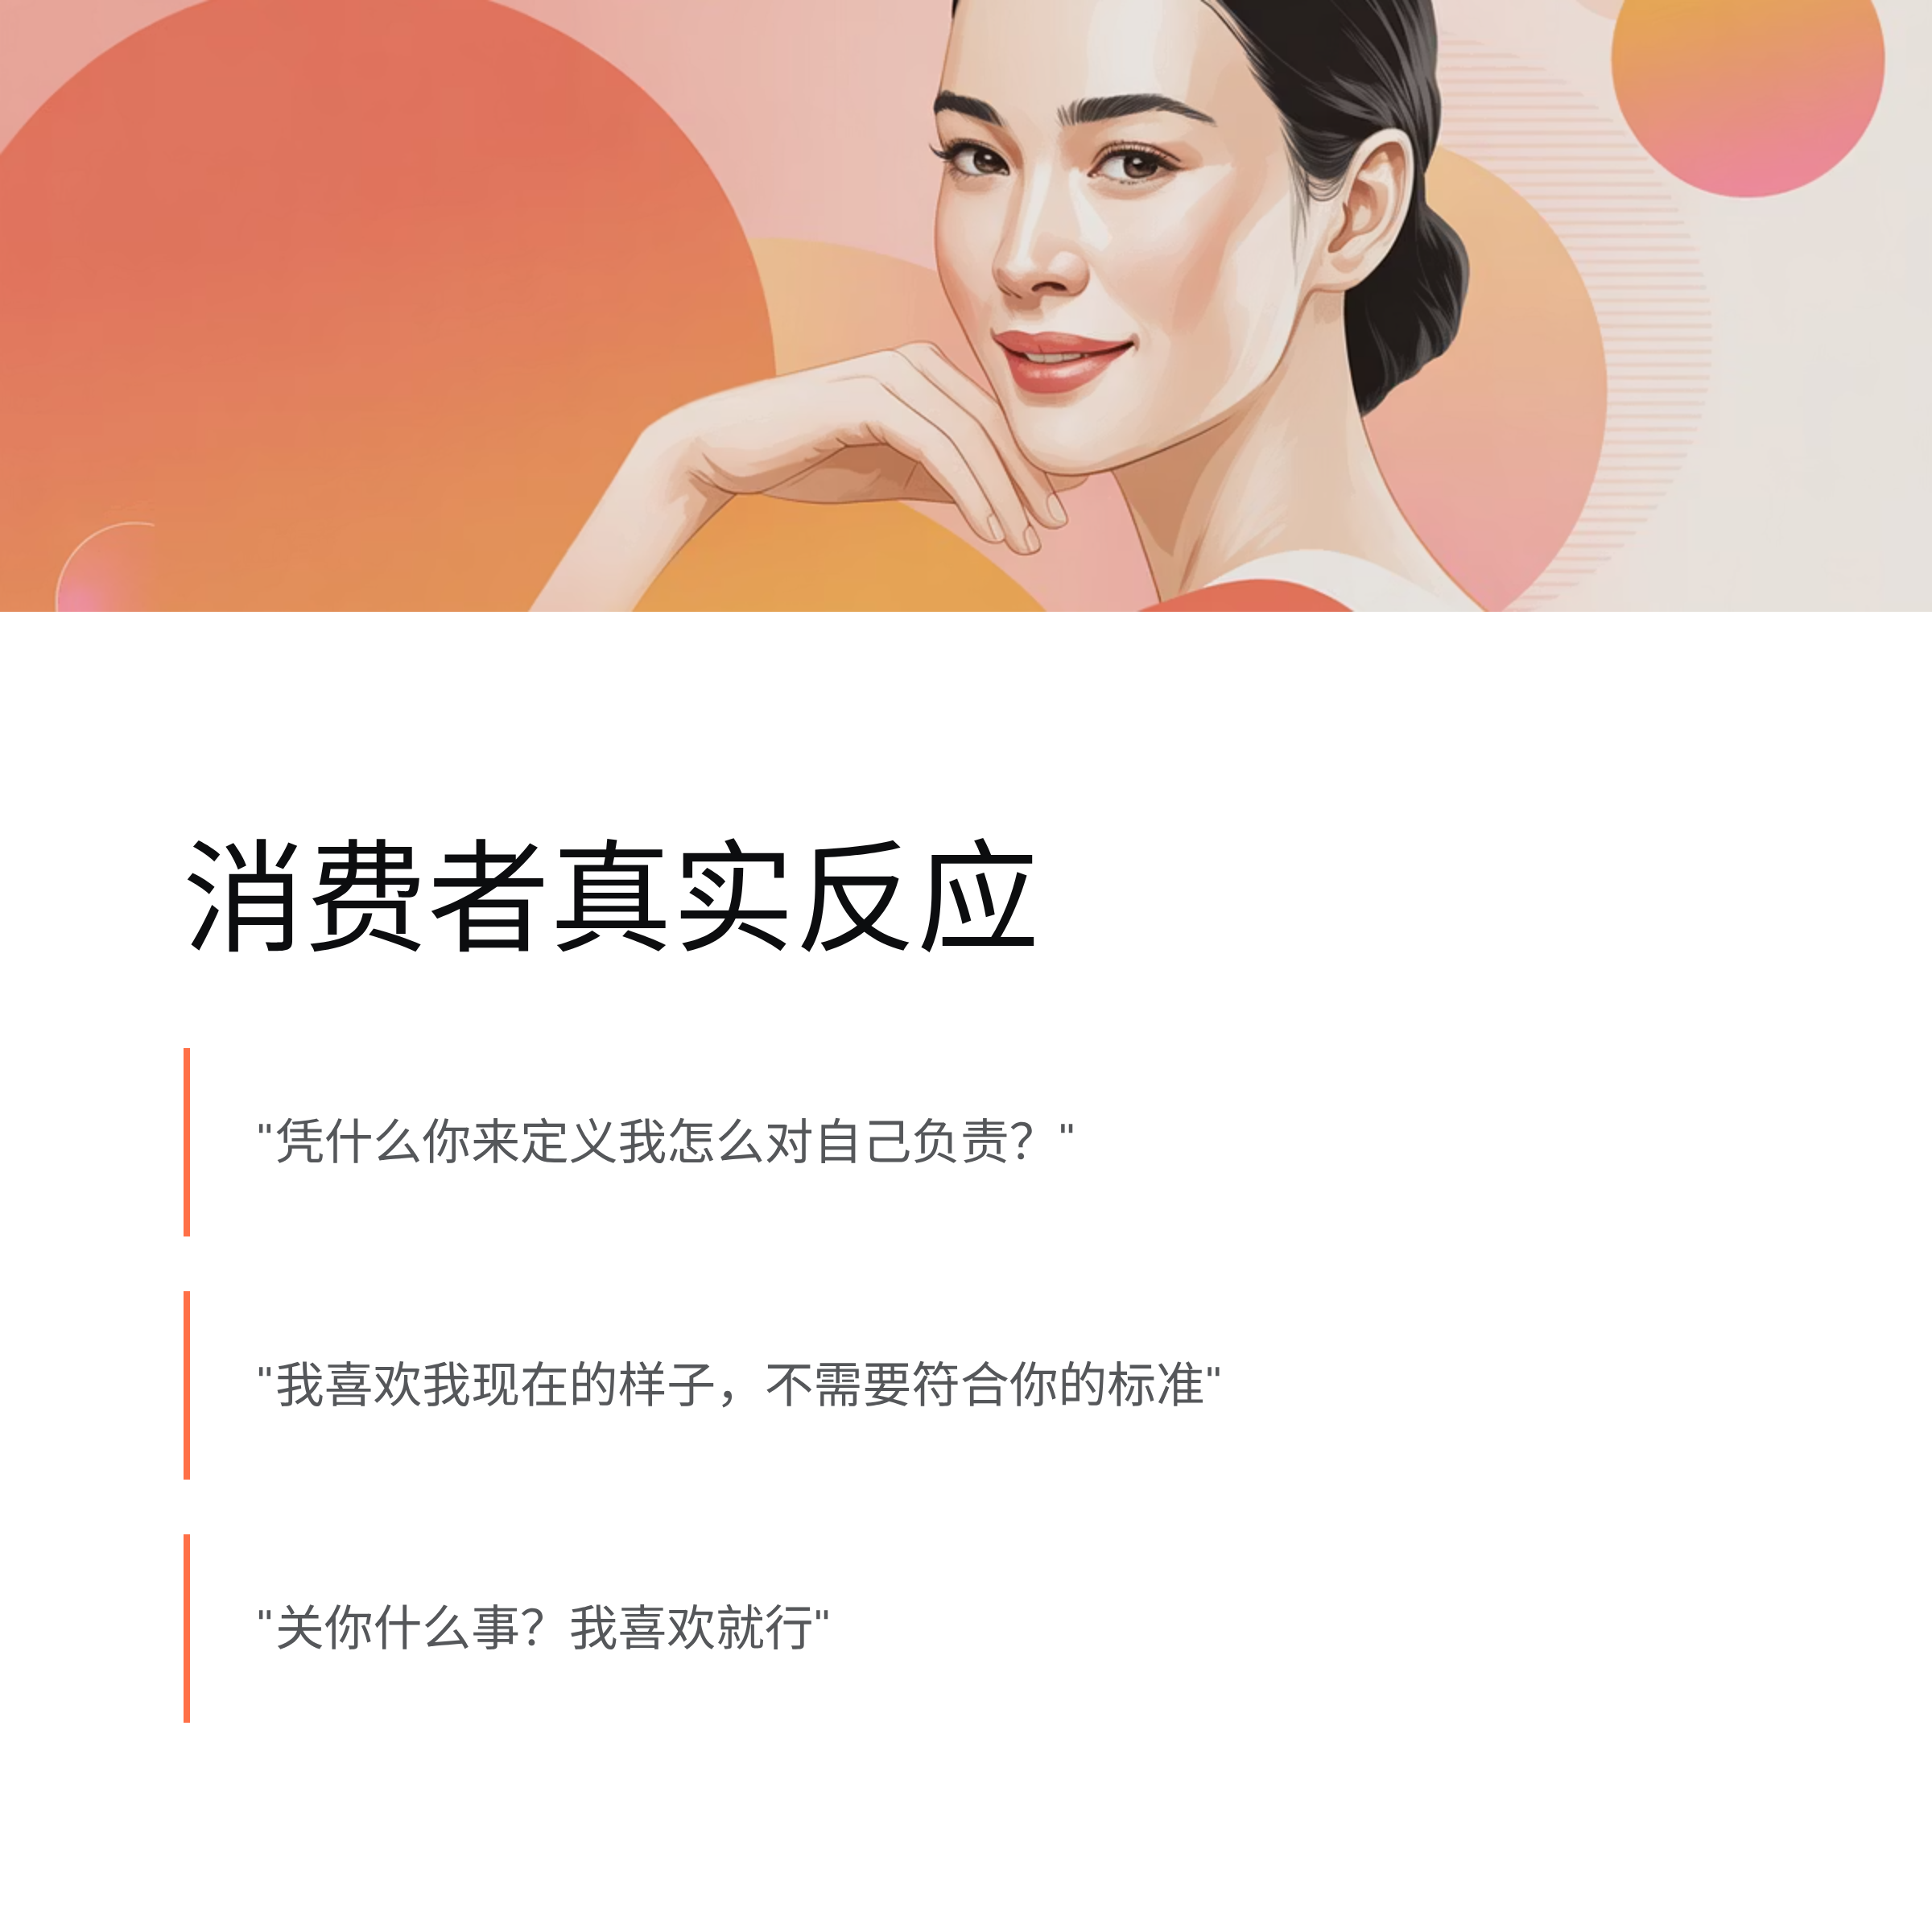 消费者真实反应
"凭什么你来定义我怎么对自己负责？"
"我喜欢我现在的样子，不需要符合你的标准"
"关你什么事？我喜欢就行"